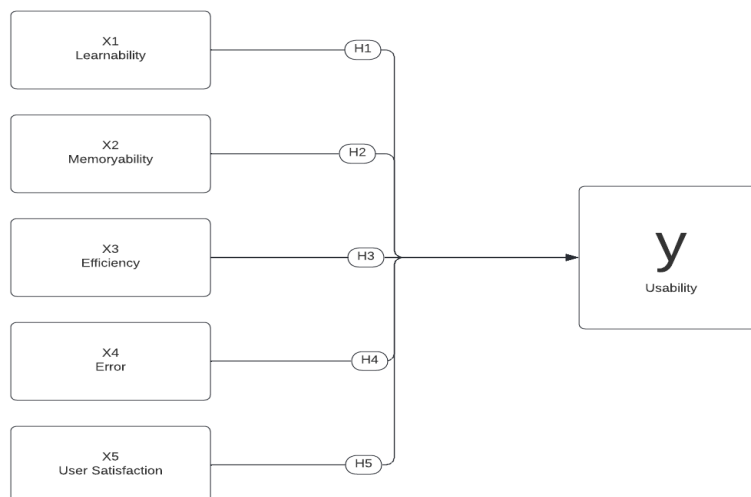 X1
Learnability
H1
X2
Memoryability
H2
X3
Efficiency
H3
X4
Error
H4
X5
User Satisfaction
H5
y
Usability